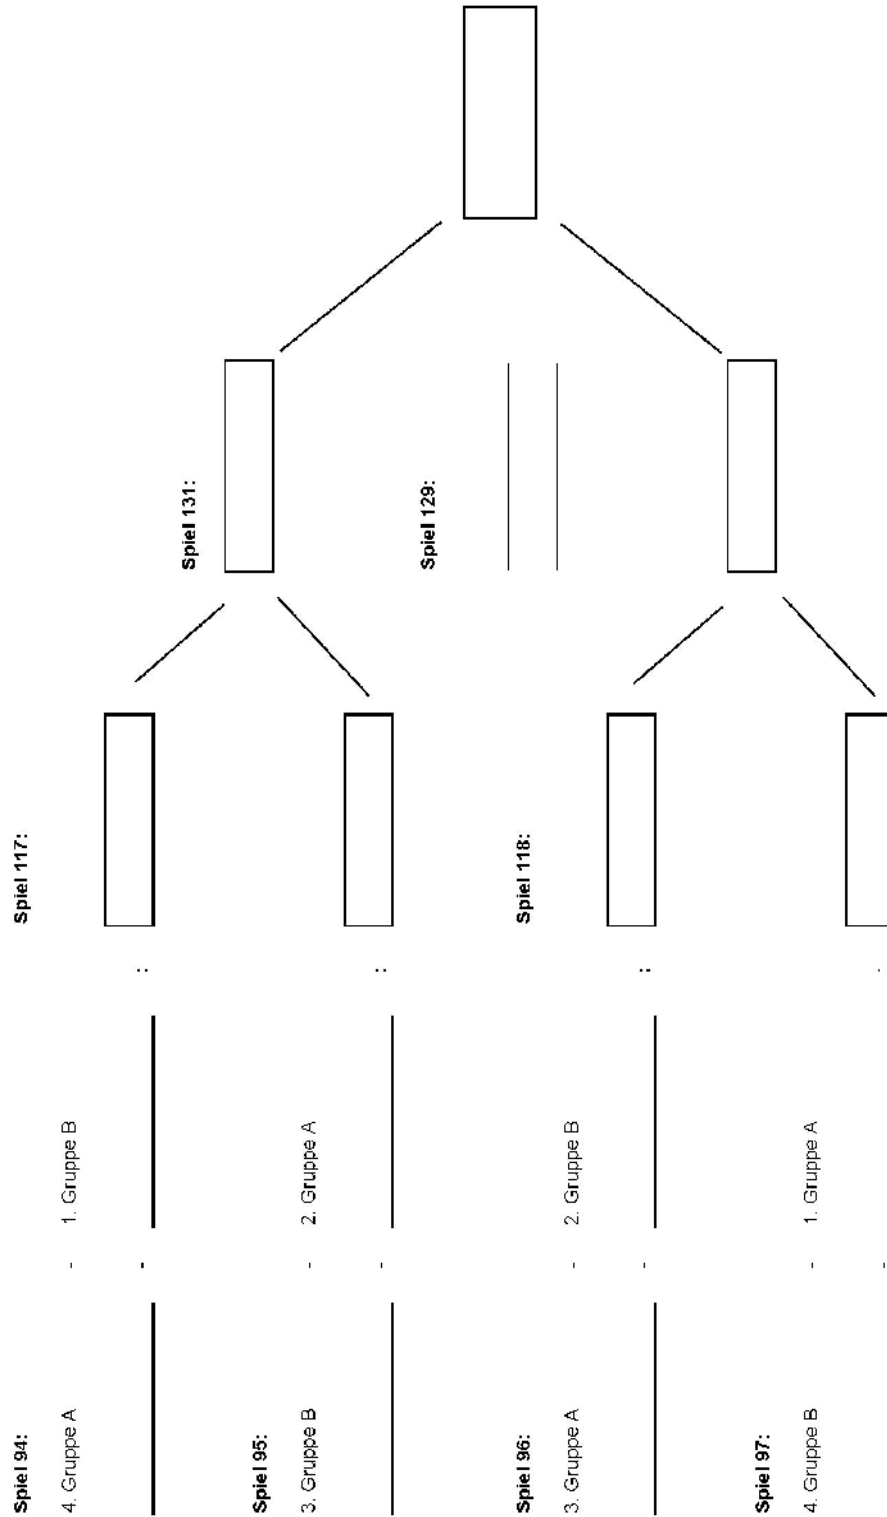 Spiel 94:
4. Gruppe A - 1. Gruppe B
- :
Spiel 117:
Spiel 95:
3. Gruppe B - 2. Gruppe A
- :
Spiel 131:
Spiel 129:
Spiel 96:
3. Gruppe A - 2. Gruppe B
- :
Spiel 118:
Spiel 97:
4. Gruppe B - 1. Gruppe A
-